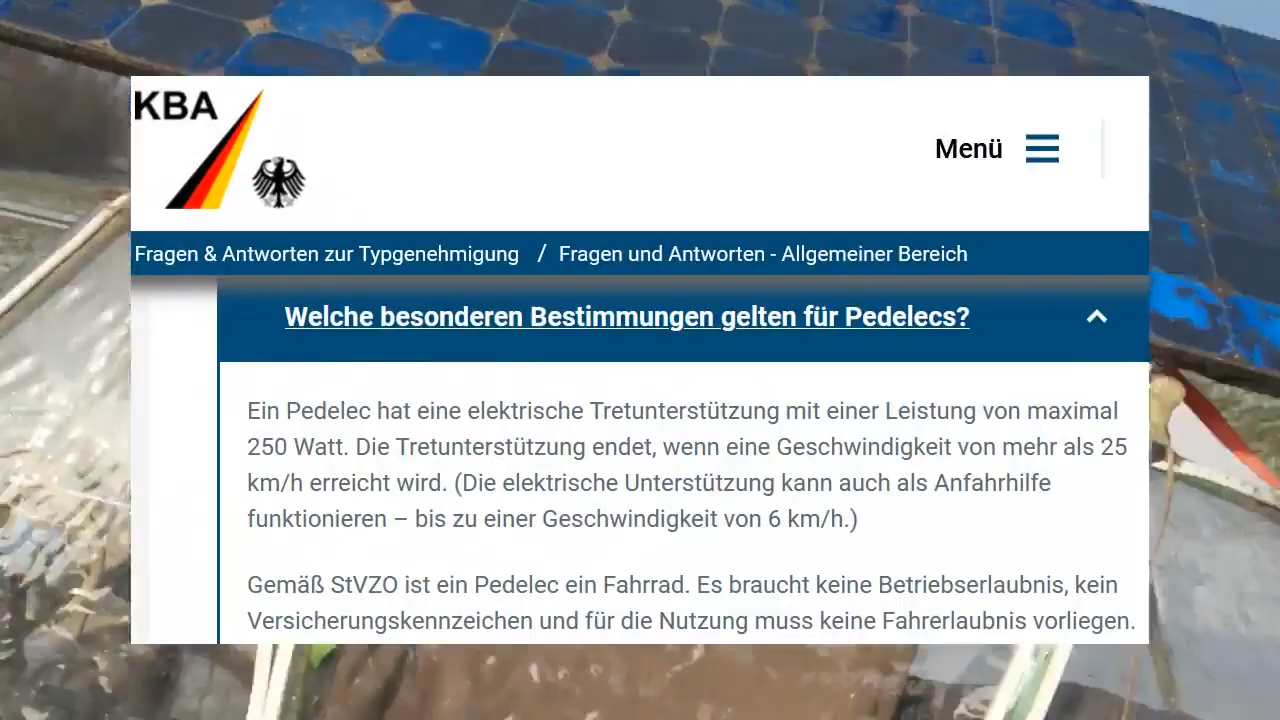 KBA
Menü
Fragen & Antworten zur Typgenehmigung / Fragen und Antworten - Allgemeiner Bereich
Welche besonderen Bestimmungen gelten für Pedelecs?
Ein Pedelec hat eine elektrische Tretunterstützung mit einer Leistung von maximal
250 Watt. Die Tretunterstützung endet, wenn eine Geschwindigkeit von mehr als 25
km/h erreicht wird. (Die elektrische Unterstützung kann auch als Anfahrhilfe
funktionieren – bis zu einer Geschwindigkeit von 6 km/h.)
Gemäß StVZO ist ein Pedelec ein Fahrrad. Es braucht keine Betriebserlaubnis, kein
Versicherungskennzeichen und für die Nutzung muss keine Fahrerlaubnis vorliegen.